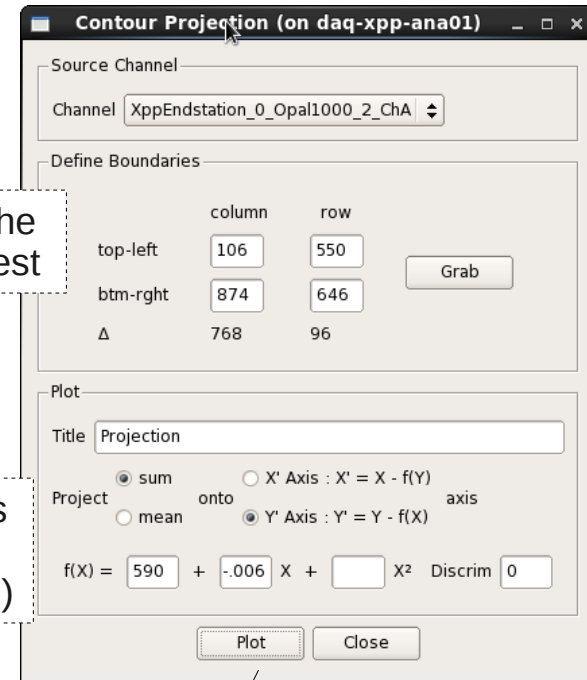 Contour Projection (on daq-xpp-ana01)
Source Channel
Channel XppEndstation_0_Opal1000_2_ChA
Define Boundaries
he
est
column row
top-left 106 550
Grab
btm-rght 874 646
Δ 768 96
Plot
Title Projection
sum X' Axis : X' = X - f(Y)
s
Project onto axis
mean Y' Axis : Y' = Y - f(X)
)
f(X) = 590 + -.006 X + X² Discrim 0
Plot Close